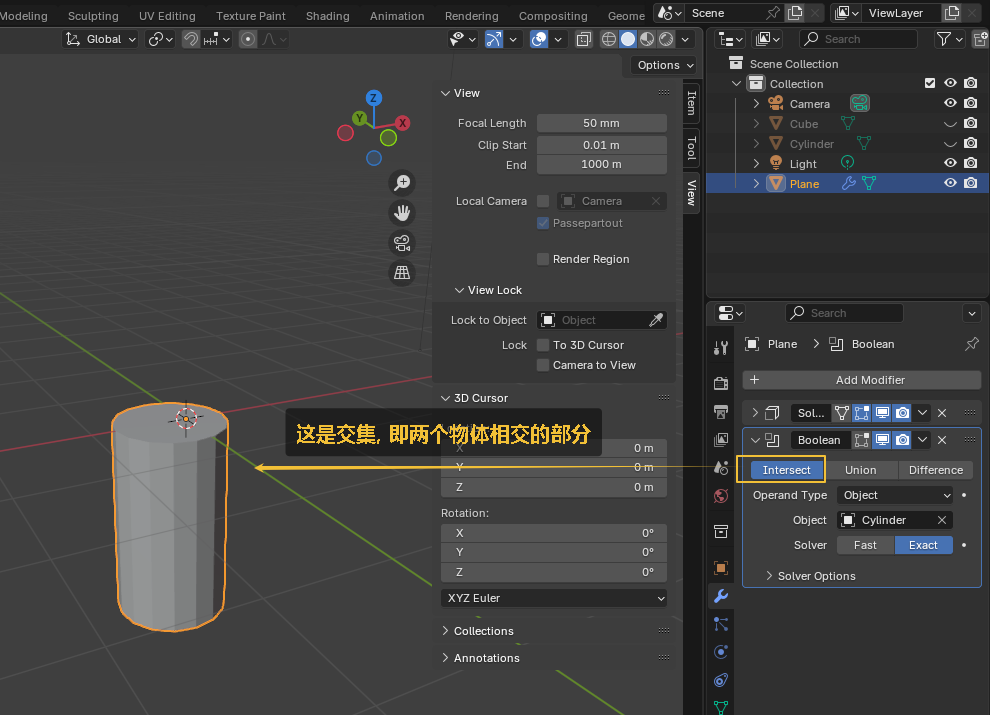 Modeling Sculpting UV Editing Texture Paint Shading Animation Rendering Compositing Geome
Scene
ViewLayer
Global
Options
Search
Scene Collection
Collection
Camera
Cube
Cylinder
Light
Plane
Z
Y
X
View
Focal Length 50 mm
Clip Start 0.01 m
End 1000 m
Local Camera Camera
Passepartout
Render Region
View Lock
Lock to Object Object
Lock To 3D Cursor
Camera to View
3D Cursor
X 0 m
Y 0 m
Z 0 m
Rotation:
X 0°
Y 0°
Z 0°
XYZ Euler
Collections
Annotations
Item
Tool
View
这是交集, 即两个物体相交的部分
Search
Plane Boolean
Add Modifier
Sol...
Boolean
Intersect Union Difference
Operand Type Object
Object Cylinder
Solver Fast Exact
Solver Options